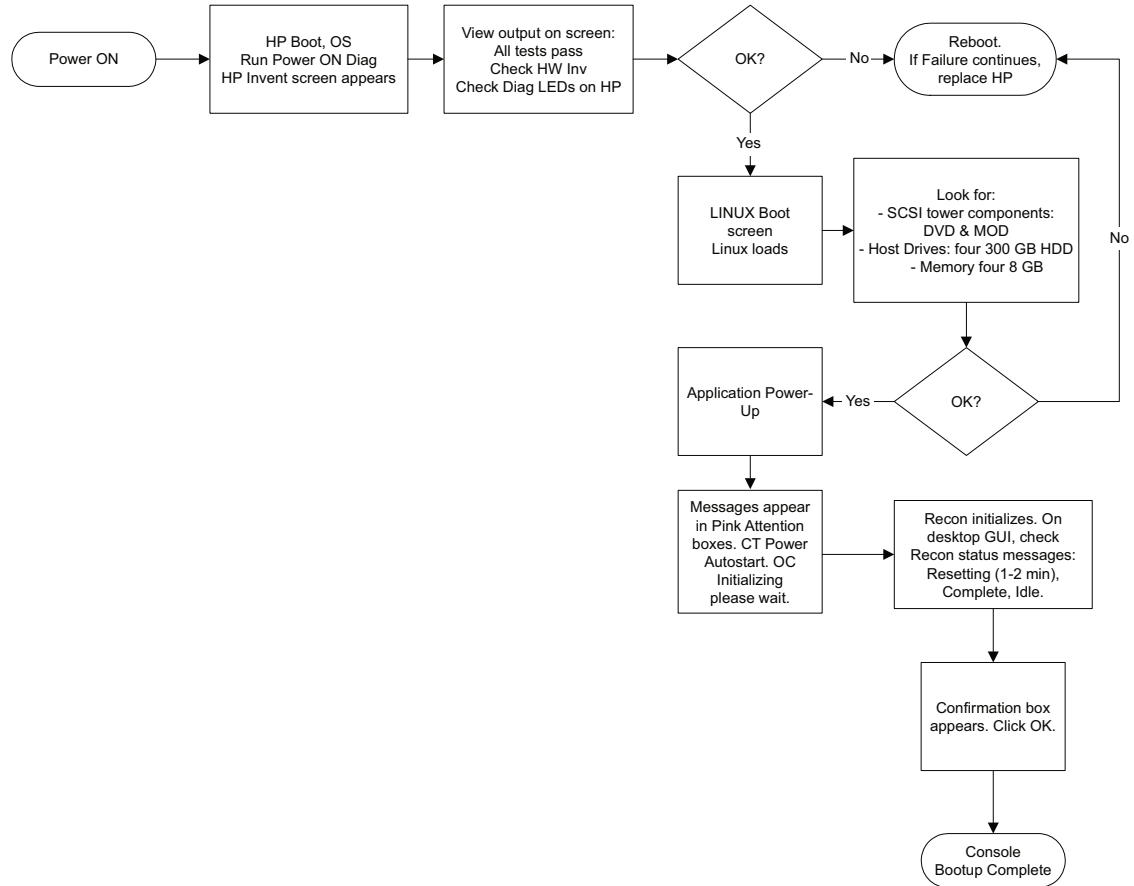 Power ON
HP Boot, OS
Run Power ON Diag
HP Invent screen appears
View output on screen:
All tests pass
Check HW Inv
Check Diag LEDs on HP
OK?
No
Reboot.
If Failure continues,
replace HP
Yes
LINUX Boot
screen
Linux loads
Look for:
- SCSI tower components:
DVD & MOD
- Host Drives: four 300 GB HDD
- Memory four 8 GB
No
Application Power-
Up
Yes
OK?
Messages appear
in Pink Attention
boxes. CT Power
Autostart. OC
Initializing
please wait.
Recon initializes. On
desktop GUI, check
Recon status messages:
Resetting (1-2 min),
Complete, Idle.
Confirmation box
appears. Click OK.
Console
Bootup Complete